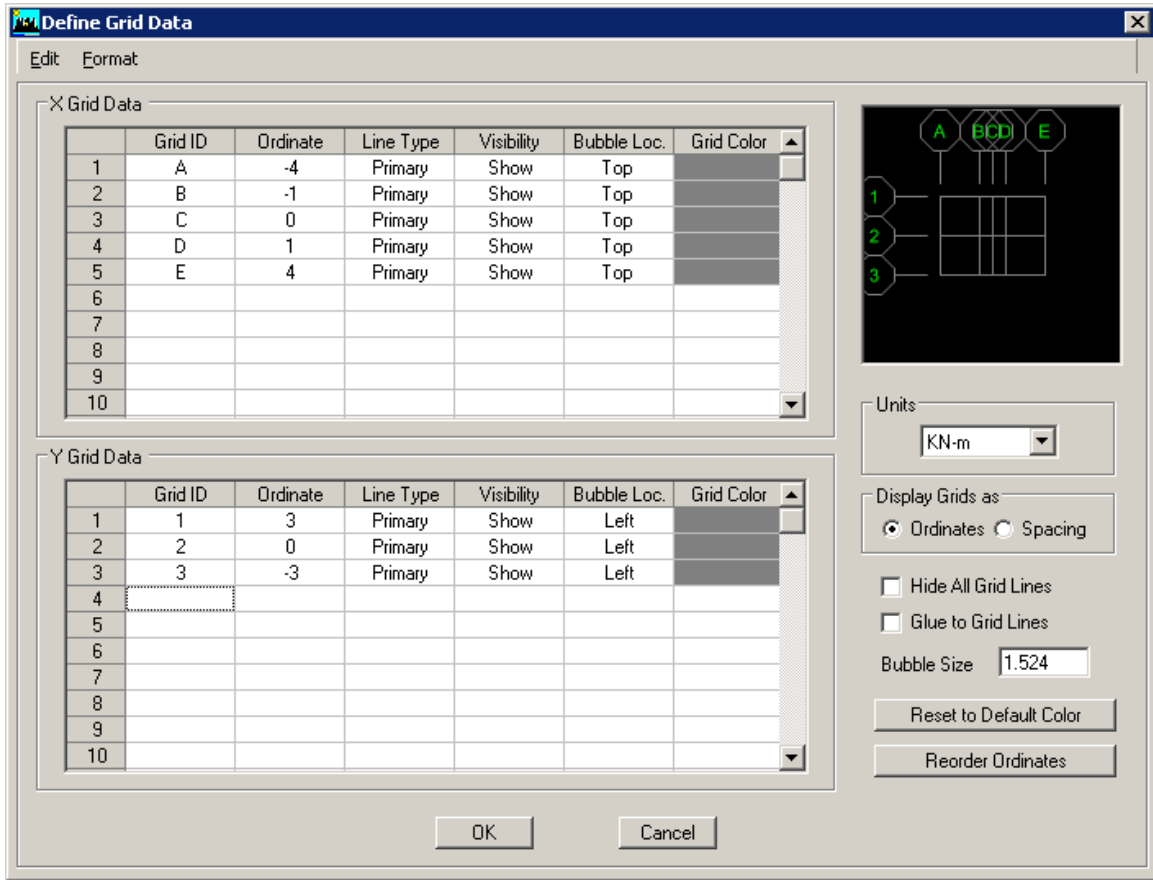 Define Grid Data
Edit Format
X Grid Data
Grid ID Ordinate Line Type Visibility Bubble Loc. Grid Color
1 A -4 Primary Show Top
2 B -1 Primary Show Top
3 C 0 Primary Show Top
4 D 1 Primary Show Top
5 E 4 Primary Show Top
6
7
8
9
10
Y Grid Data
Grid ID Ordinate Line Type Visibility Bubble Loc. Grid Color
1 1 3 Primary Show Left
2 2 0 Primary Show Left
3 3 -3 Primary Show Left
4
5
6
7
8
9
10
A B C D E
1
2
3
Units
KN-m
Display Grids as
Ordinates Spacing
Hide All Grid Lines
Glue to Grid Lines
Bubble Size 1.524
Reset to Default Color
Reorder Ordinates
OK Cancel